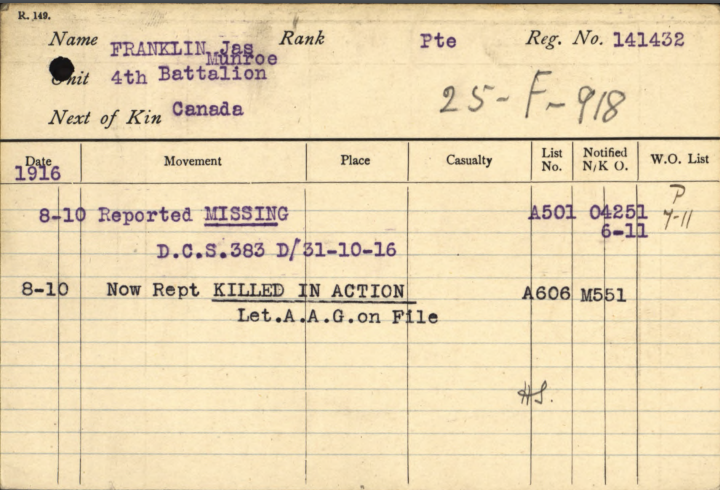 R. 149.
Name FRANKLIN Jas Munroe Rank Pte Reg. No. 141432
Unit 4th Battalion
25-F-918
Next of Kin Canada
Date Movement Place Casualty List No. Notified N/K O. W.O. List
1916
8-10 Reported MISSING A501 04251 P
6-11 7-11
D.C.S.383 D/31-10-16
8-10 Now Rept KILLED IN ACTION A606 M551
Let.A.A.G.on File
HS.